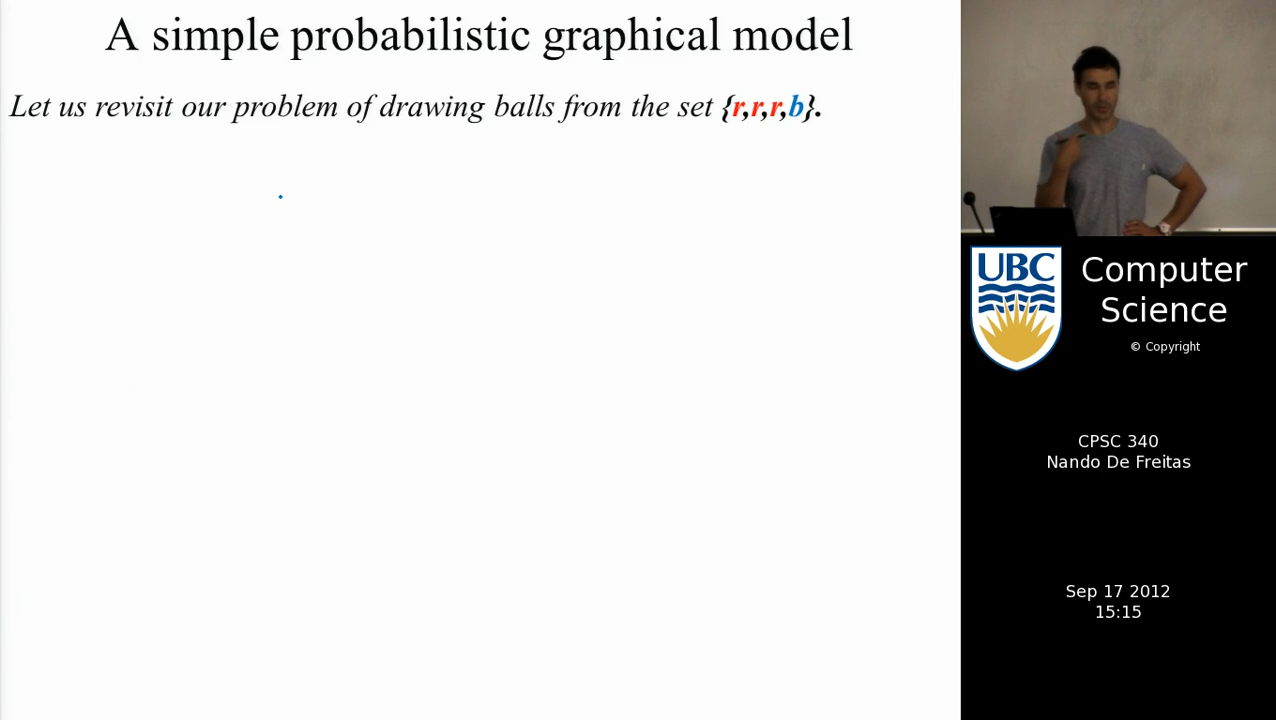 A simple probabilistic graphical model
Let us revisit our problem of drawing balls from the set {r,r,r,b}.
UBC
Computer
Science
© Copyright
CPSC 340
Nando De Freitas
Sep 17 2012
15:15